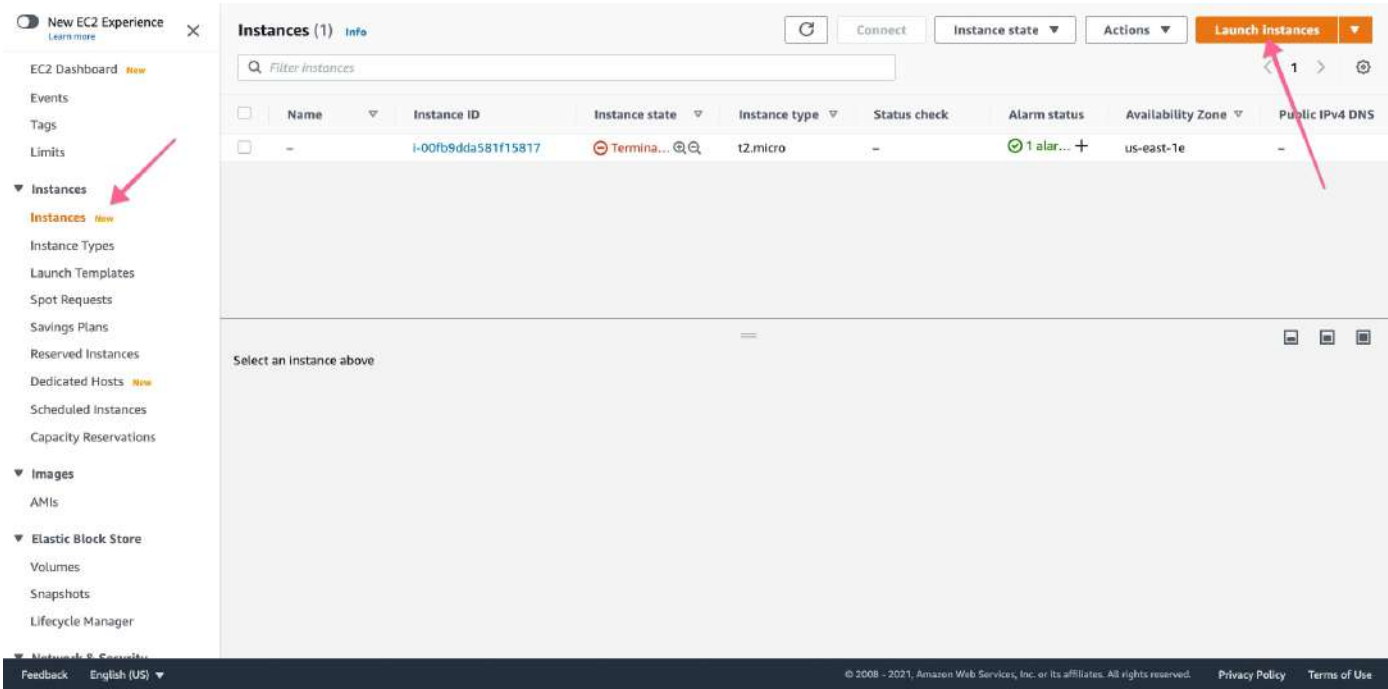 New EC2 Experience
Learn more
EC2 Dashboard New
Events
Tags
Limits
Instances
Instances New
Instance Types
Launch Templates
Spot Requests
Savings Plans
Reserved Instances
Dedicated Hosts New
Scheduled Instances
Capacity Reservations
Images
AMIs
Elastic Block Store
Volumes
Snapshots
Lifecycle Manager
Network & Security
Instances (1) Info
Connect
Instance state
Actions
Launch instances
Filter instances
1
Name Instance ID Instance state Instance type Status check Alarm status Availability Zone Public IPv4 DNS
– i-00fb9dda581f15817 Termina... t2.micro – 1 alar... + us-east-1e –
Select an instance above
Feedback English (US) © 2008 - 2021, Amazon Web Services, Inc. or its affiliates. All rights reserved. Privacy Policy Terms of Use